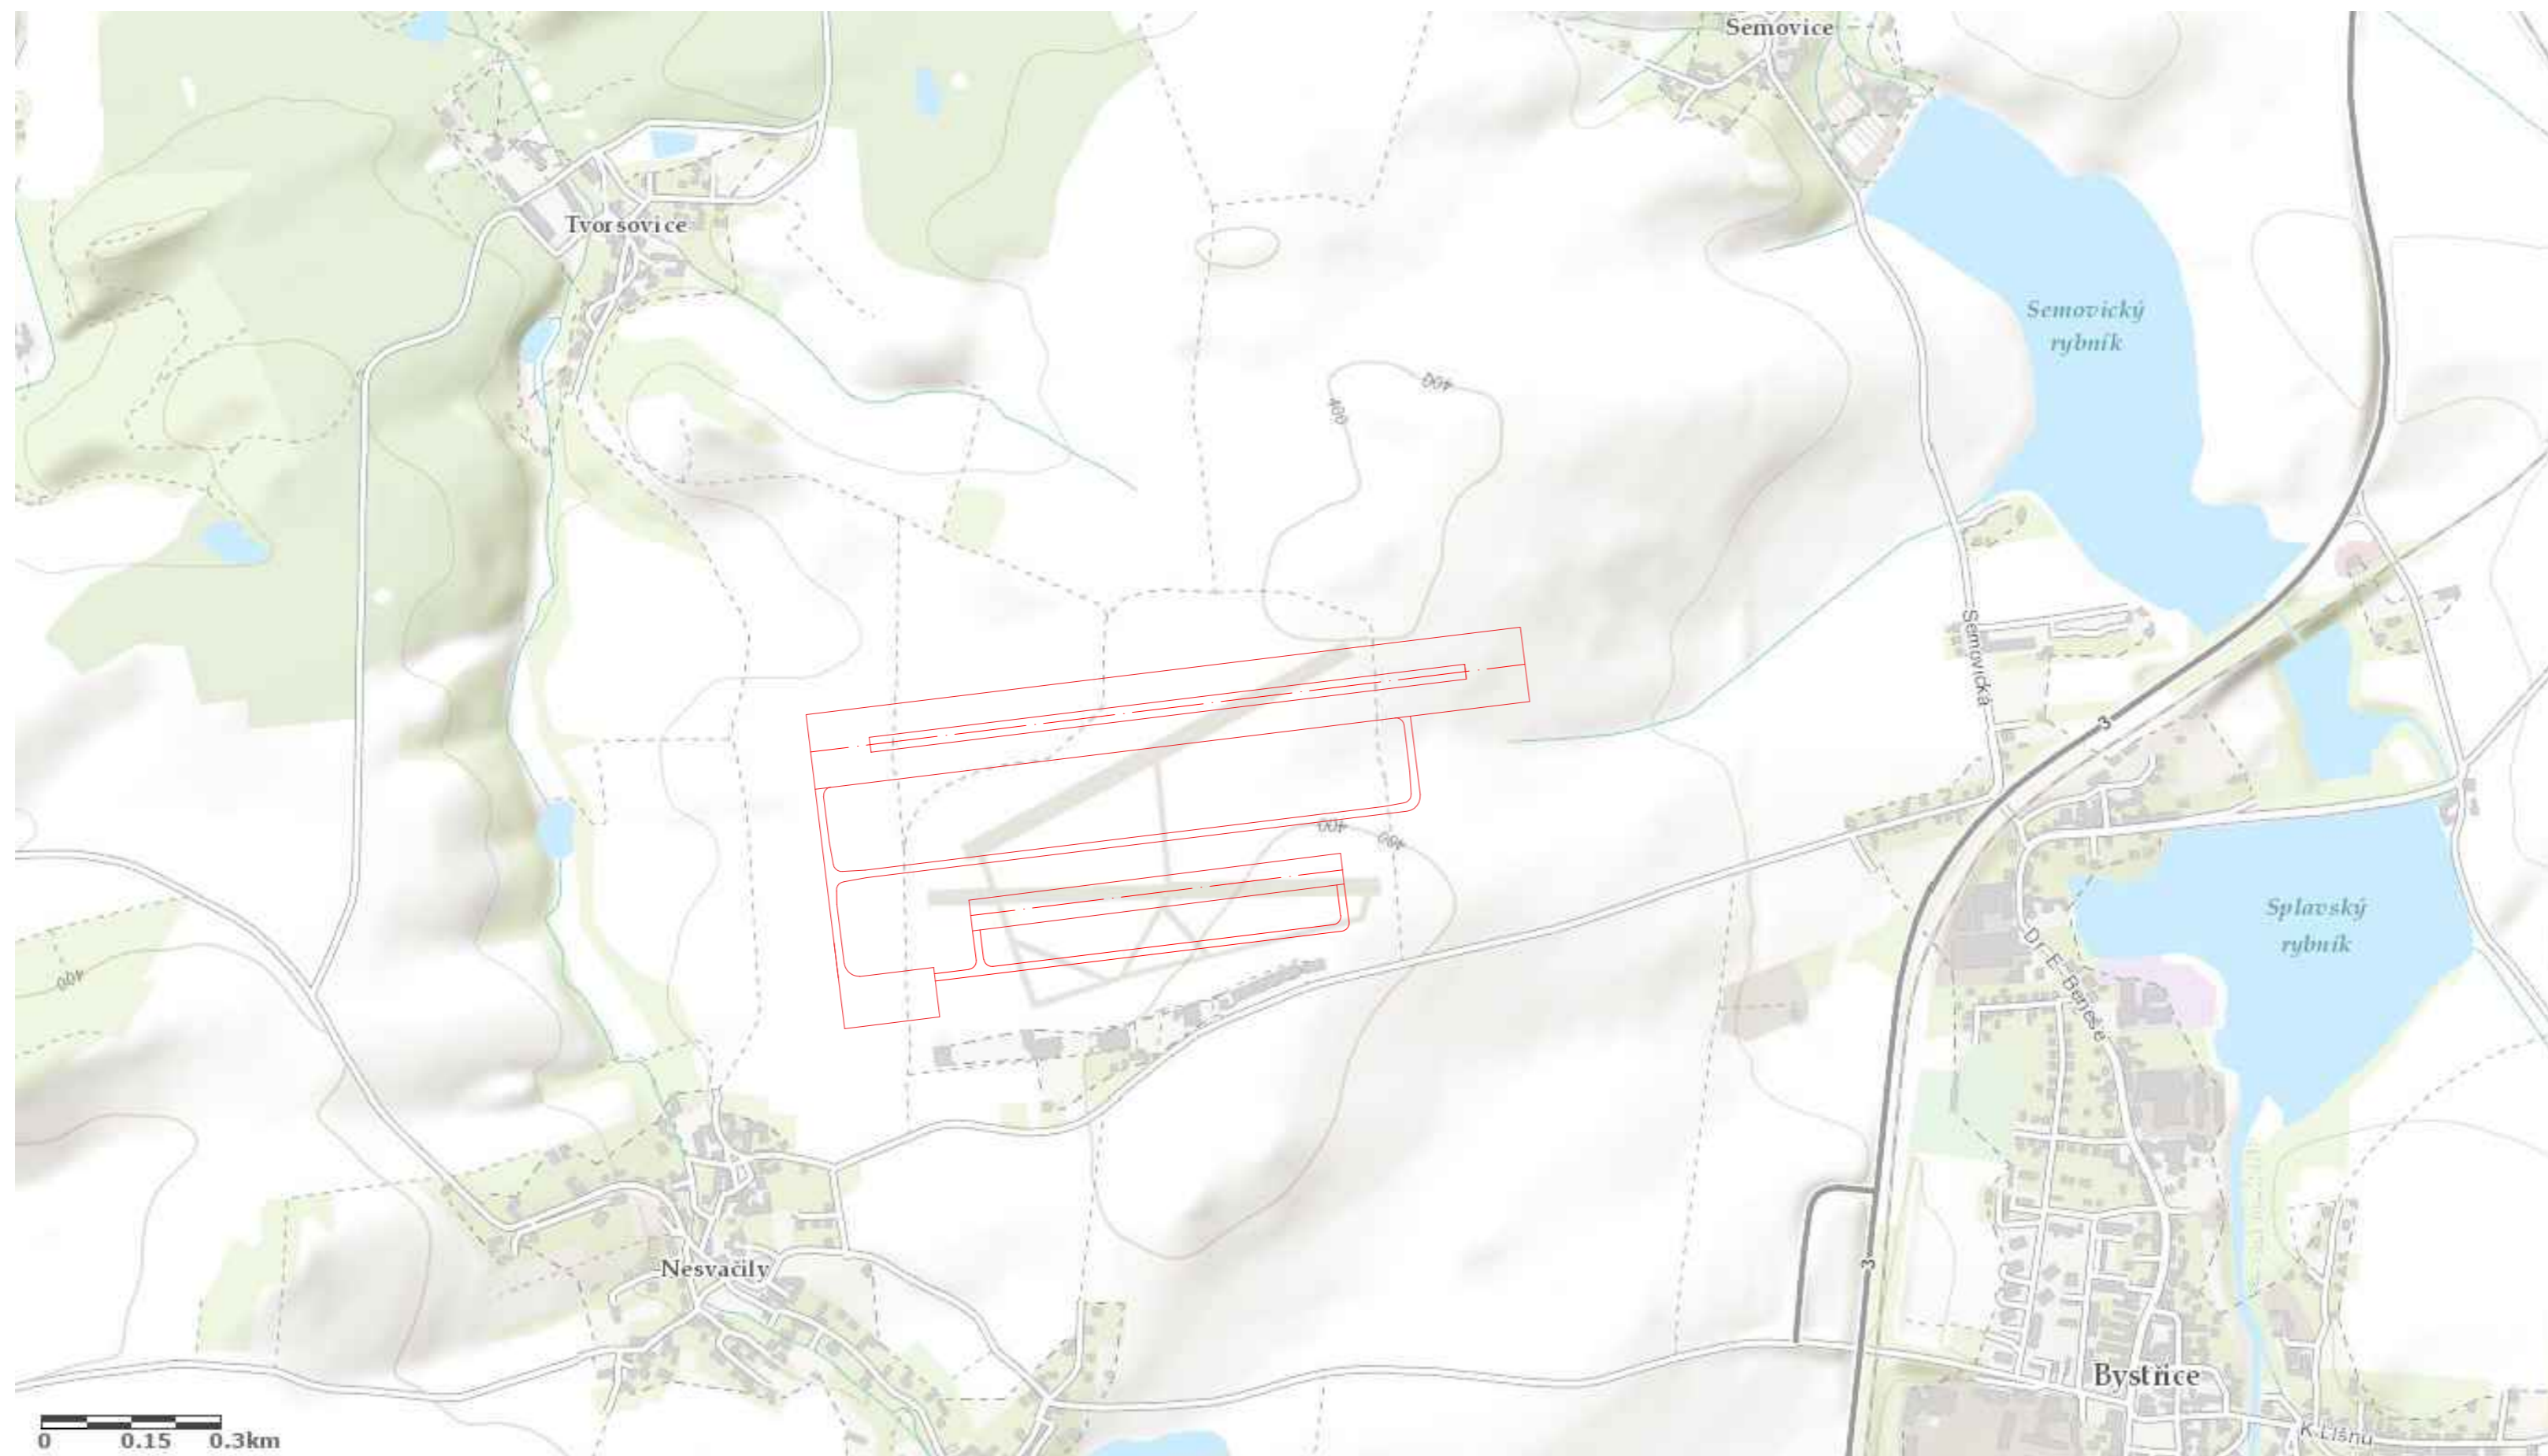 Semovice
Tvorsovice
Semovický
rybník
400
400
Semovická
3
400
400
Splavský
rybník
Dr. E. Beneše
400
3
Nesvačily
Bystřice
K Líšnu
0 0.15 0.3km